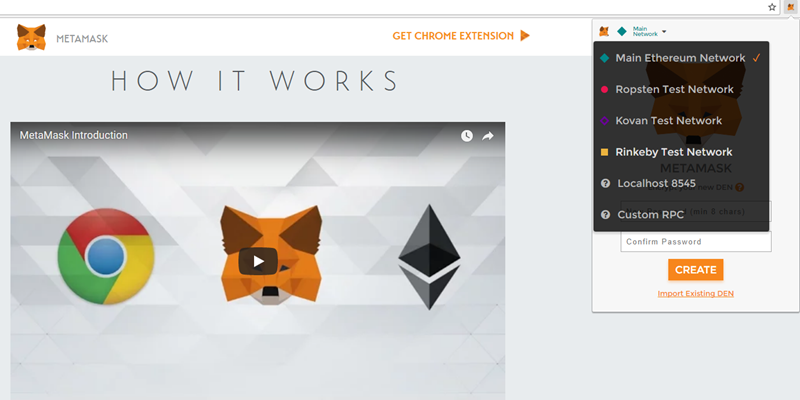 METAMASK
GET CHROME EXTENSION
HOW IT WORKS
MetaMask Introduction
Main
Network
Main Ethereum Network
Ropsten Test Network
Kovan Test Network
Rinkeby Test Network
Localhost 8545
Custom RPC
METAMASK
new DEN
(min 8 chars)
Confirm Password
CREATE
Import Existing DEN